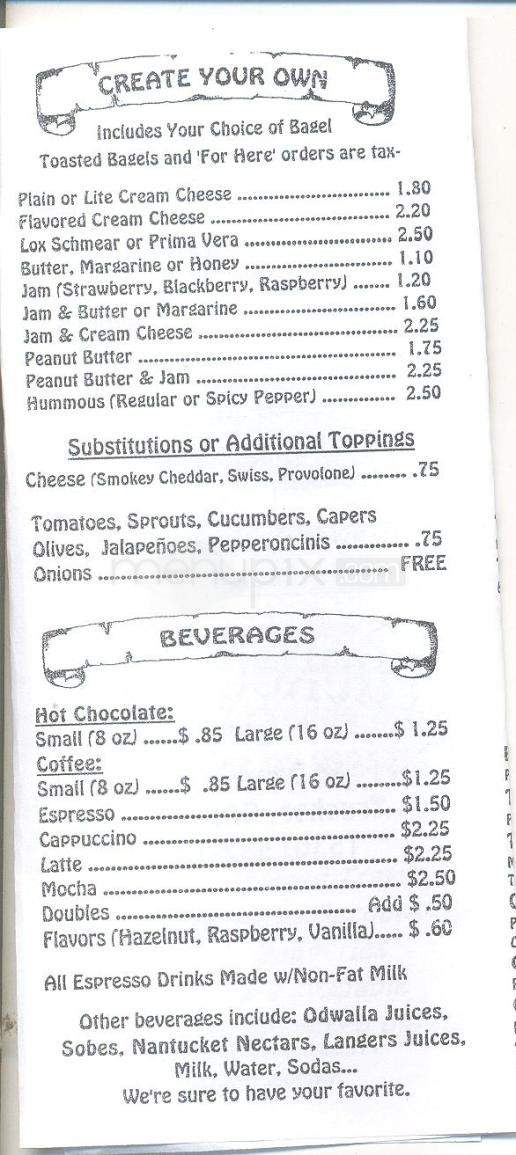 CREATE YOUR OWN
Includes Your Choice of Bagel
Toasted Bagels and 'For Here' orders are tax-
Plain or Lite Cream Cheese ................................ 1.80
Flavored Cream Cheese ..................................... 2.20
Lox Schmear or Prima Vera ............................... 2.50
Butter, Margarine or Honey ............................... 1.10
Jam (Strawberry, Blackberry, Raspberry) ....... 1.20
Jam & Butter or Margarine ................................ 1.60
Jam & Cream Cheese .......................................... 2.25
Peanut Butter ...................................................... 1.75
Peanut Butter & Jam .......................................... 2.25
Hummous (Regular or Spicy Pepper) ............... 2.50
Substitutions or Additional Toppings
Cheese (Smokey Cheddar, Swiss, Provolone) ......... .75
Tomatoes, Sprouts, Cucumbers, Capers
Olives, Jalapeñoes, Pepperoncinis .............. .75
Onions ............................................................. FREE
menupix.com
BEVERAGES
Hot Chocolate:
Small (8 oz) ......$ .85 Large (16 oz) .......$ 1.25
Coffee:
Small (8 oz) ......$ .85 Large (16 oz) ........$1.25
Espresso .......................................................... $1.50
Cappuccino ..................................................... $2.25
Latte ................................................................ $2.25
Mocha .............................................................. $2.50
Doubles ................................................... Add $ .50
Flavors (Hazelnut, Raspberry, Vanilla)..... $ .60
All Espresso Drinks Made w/Non-Fat Milk
Other beverages include: Odwalla Juices,
Sobes, Nantucket Nectars, Langers Juices,
Milk, Water, Sodas...
We're sure to have your favorite.